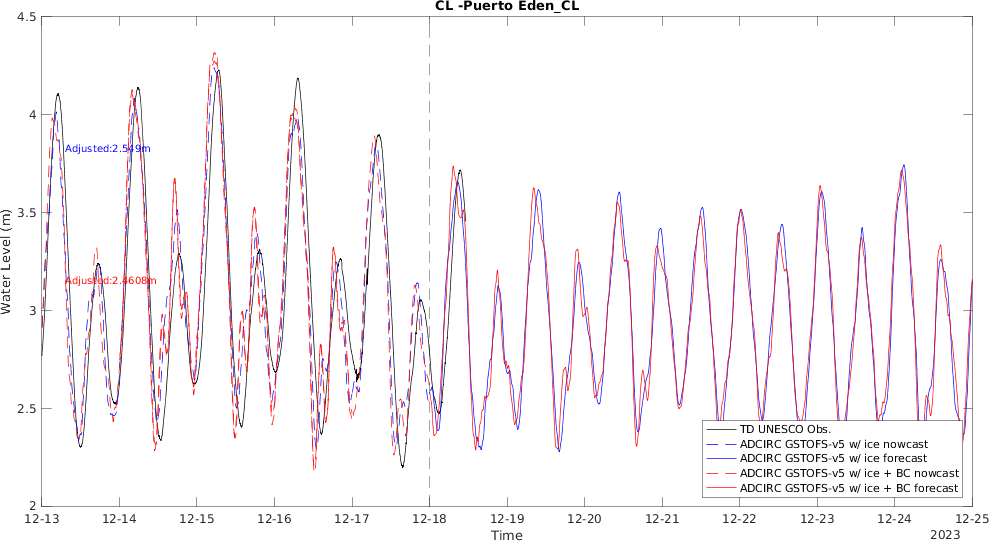 CL -Puerto Eden_CL
4.5
4
3.5
3
2.5
2
Water Level (m)
Adjusted:2.549m
Adjusted:2.4608m
TD UNESCO Obs.
ADCIRC GSTOFS-v5 w/ ice nowcast
ADCIRC GSTOFS-v5 w/ ice forecast
ADCIRC GSTOFS-v5 w/ ice + BC nowcast
ADCIRC GSTOFS-v5 w/ ice + BC forecast
12-13 12-14 12-15 12-16 12-17 12-18 12-19 12-20 12-21 12-22 12-23 12-24 12-25
Time
2023